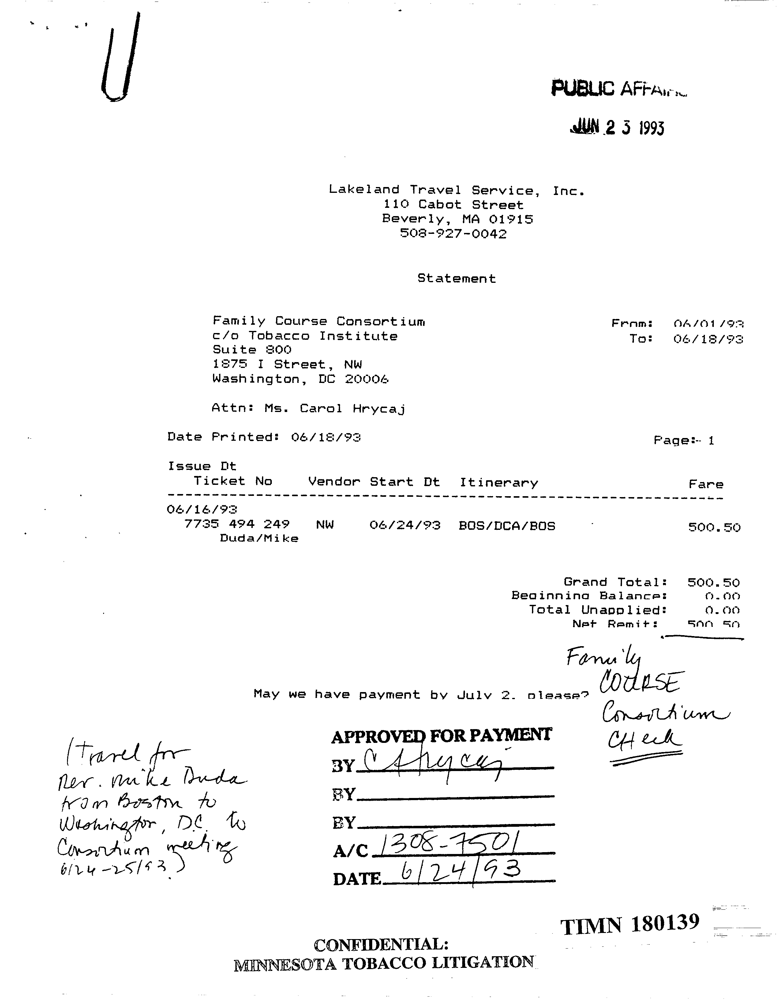 PUBLIC AFFAIRS
JUN 23 1993
Lakeland Travel Service, Inc.
110 Cabot Street
Beverly, MA 01915
508-927-0042
Statement
Family Course Consortium
c/o Tobacco Institute
Suite 800
1875 I Street, NW
Washington, DC 20006
From: 06/01/93
To: 06/18/93
Attn: Ms. Carol Hrycaj
Date Printed: 06/18/93 Page: 1
Issue Dt
Ticket No Vendor Start Dt Itinerary Fare
06/16/93
7735 494 249 NW 06/24/93 BOS/DCA/BOS 500.50
Duda/Mike
Grand Total: 500.50
Beginning Balance: 0.00
Total Unapplied: 0.00
Net Remit: 500.50
May we have payment by July 2, please?
Family
COURSE
Consortium
CHeck
(Travel for
Rev. Mike Duda
from Boston to
Washington, D.C. to
Consortium meeting
6/24-25/93)
APPROVED FOR PAYMENT
BY C Hrycaj
BY
BY
A/C 1308-7501
DATE 6/24/93
TIMN 180139
CONFIDENTIAL:
MINNESOTA TOBACCO LITIGATION